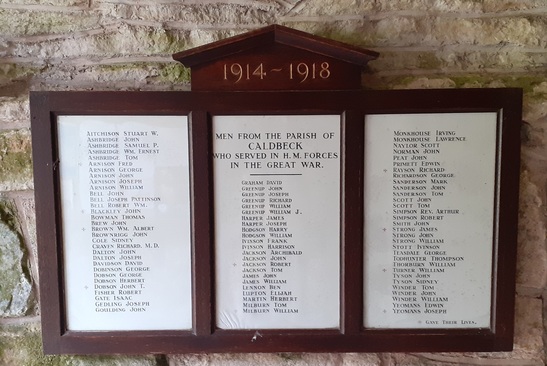 1914 ~ 1918
AITCHISON STUART W.
ASHBRIDGE JOHN
ASHBRIDGE SAMUEL P.
ASHBRIDGE WM. ERNEST
ASHBRIDGE TOM
ARNISON FRED
ARNISON GEORGE
ARNISON JOHN
ARNISON JOSEPH
ARNISON WILLIAM
BELL JOHN
BELL JOSEPH PATTINSON
BELL ROBERT WM.
BLACKLEY JOHN
BOWMAN THOMAS
BREW JOHN
BROWN WM. ALBERT
BROWNRIGG JOHN
COLE SIDNEY
CRAVEN RICHARD. M.D.
DALTON JOHN
DALTON JOSEPH
DAVIDSON DAVID
DOBINSON GEORGE
DOBSON GEORGE
DOBSON HERBERT
DOBSON JOHN T.
FISHER ROBERT
GATE ISAAC
GEDLING JOSEPH
GOULDING JOHN
MEN FROM THE PARISH OF
CALDBECK
WHO SERVED IN H.M. FORCES
IN THE GREAT WAR.
GRAHAM DAVID
GREENUP JOHN
GREENUP JOSEPH
GREENUP RICHARD
GREENUP WILLIAM
GREENUP WILLIAM J.
HARPER JAMES
HARPER JOSEPH
HODGSON HARRY
HODGSON WILLIAM
IVINSON FRANK
IVINSON HARRISON
JACKSON ARCHIBALD
JACKSON JOHN
JACKSON ROBERT
JACKSON TOM
JAMES JOHN
JAMES WILLIAM
LENNON BEN
LUPTON ELIJAH
MARTIN HERBERT
MILBURN TOM
MILBURN WILLIAM
MONKHOUSE IRVING
MONKHOUSE LAWRENCE
NAYLOR SCOTT
NORMAN JOHN
PEAT JOHN
PRIMETT EDWIN
RAYSON RICHARD
RICHARDSON GEORGE
SANDERSON MARK
SANDERSON JOHN
SANDERSON TOM
SCOTT JOHN
SCOTT TOM
SIMPSON REV. ARTHUR
SIMPSON ROBERT
SMITH JOHN
STRONG JAMES
STRONG JOHN
STRONG WILLIAM
STOTT IVINSON
TEASDALE GEORGE
TODHUNTER THOMPSON
THORBURN WILLIAM
TURNER WILLIAM
TYSON JOHN
TYSON SIDNEY
WINDER TOM
WINDER JOHN
WINDER WILLIAM
YEOMANS EDWIN
YEOMANS JOSEPH
GAVE THEIR LIVES.